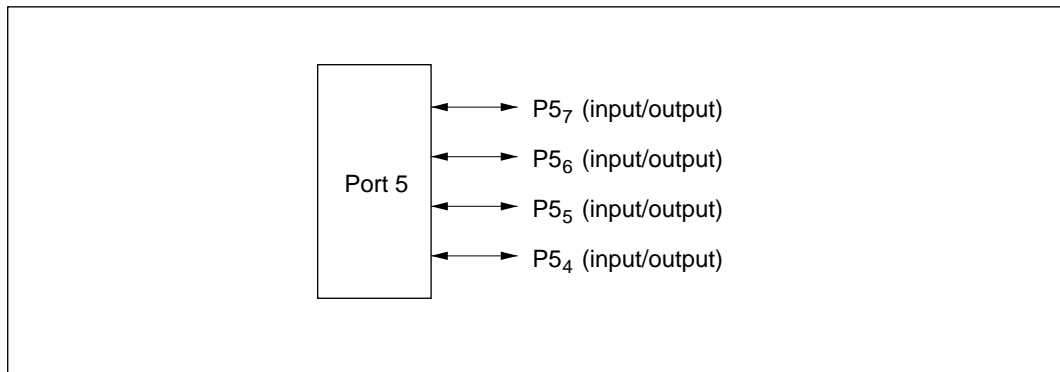 P5₇ (input/output)
P5₆ (input/output)
Port 5
P5₅ (input/output)
P5₄ (input/output)